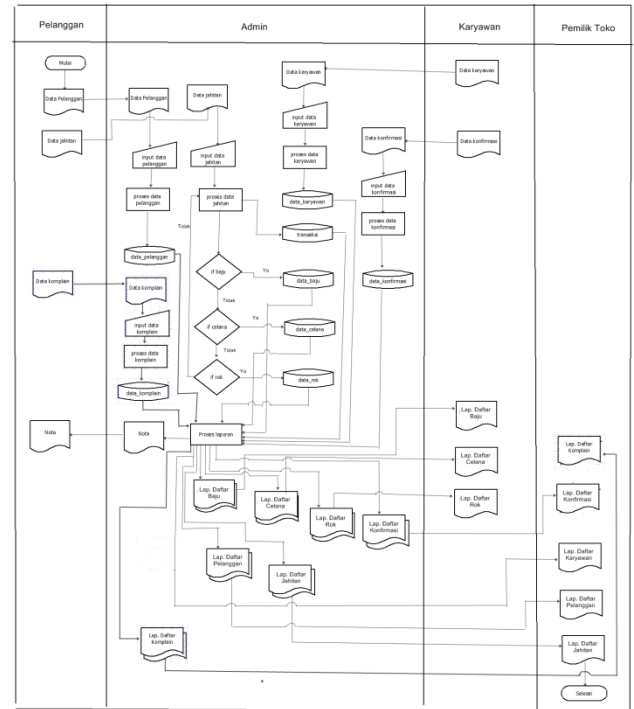 Pelanggan
Admin
Karyawan
Pemilik Toko
Mulai
Data Pelanggan
Data jahitan
Data Pelanggan
Data jahitan
Data karyawan
Data karyawan
Data konfirmasi
Data konfirmasi
input data
pelanggan
input data
jahitan
input data
karyawan
input data
konfirmasi
proses data
pelanggan
proses data
jahitan
proses data
karyawan
proses data
konfirmasi
data_karyawan
transaksi
Tidak
data_pelanggan
data_konfirmasi
if baju
Ya
data_baju
Tidak
Data komplain
Data komplain
input data
komplain
proses data
komplain
data_komplain
if celana
Ya
data_celana
Tidak
if rok
Ya
data_rok
Nota
Nota
Proses laporan
Lap. Daftar
Baju
Lap. Daftar
Celana
Lap. Daftar
Rok
Lap. Daftar
Konfirmasi
Lap. Daftar
Pelanggan
Lap. Daftar
Jahitan
Lap. Daftar
Komplain
Lap. Daftar
Baju
Lap. Daftar
Celana
Lap. Daftar
Rok
Lap. Daftar
Komplain
Lap. Daftar
Konfirmasi
Lap. Daftar
Karyawan
Lap. Daftar
Pelanggan
Lap. Daftar
Jahitan
Selesai